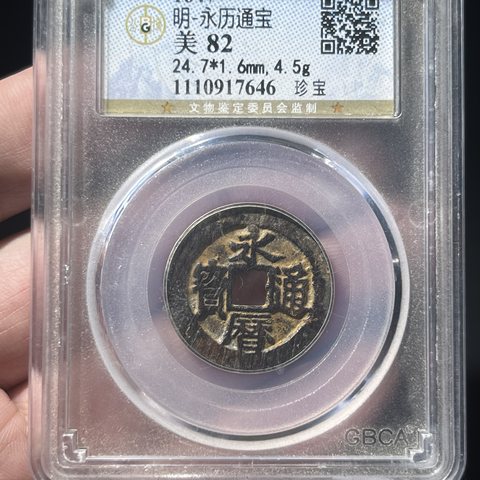 明·永历通宝
美 82
24.7*1.6mm,4.5g
1110917646 珍宝
文物鉴定委员会监制
G
永曆通寶
GBCA